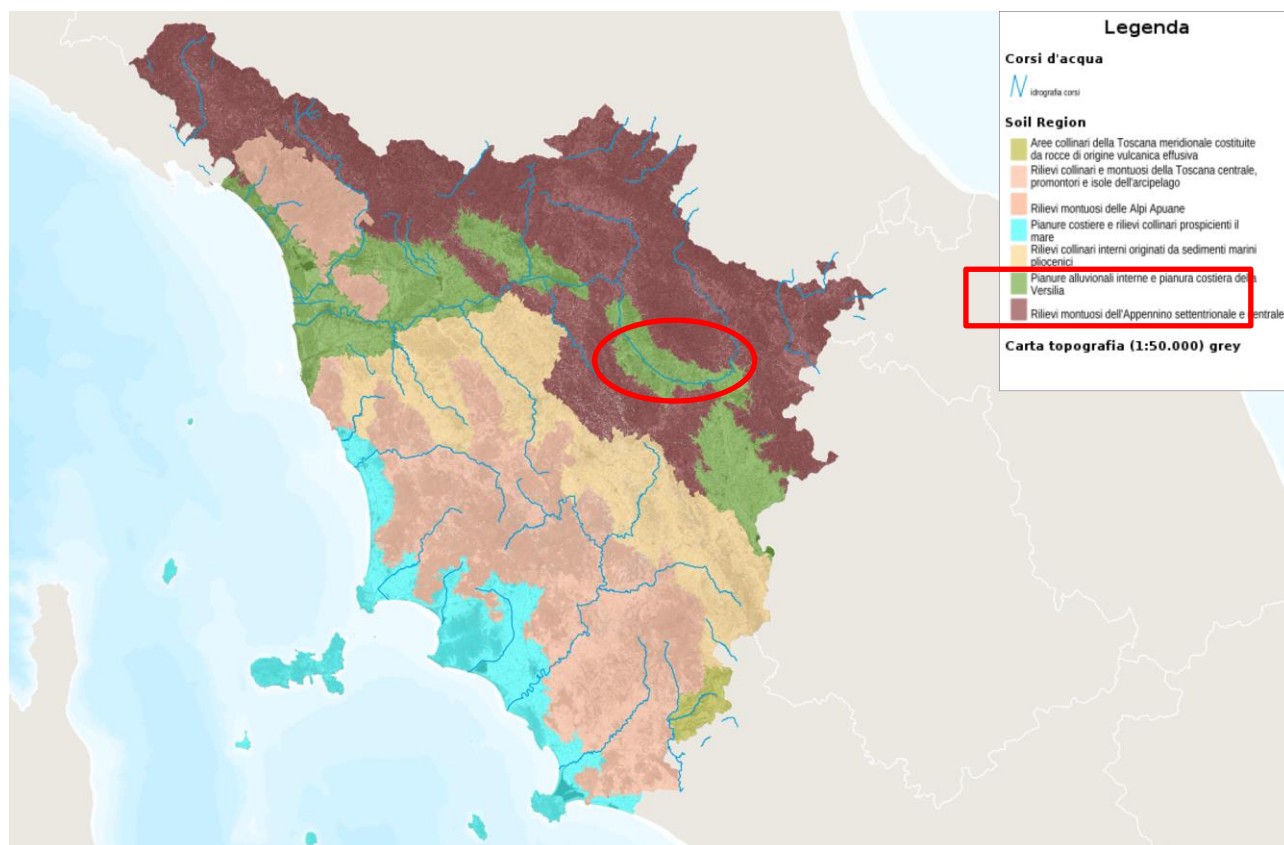 Legenda
Corsi d'acqua
idrografia corsi
Soil Region
Aree collinari della Toscana meridionale costituite
da rocce di origine vulcanica effusiva
Rilievi collinari e montuosi della Toscana centrale,
promontori e isole dell'arcipelago
Rilievi montuosi delle Alpi Apuane
Pianure costiere e rilievi collinari prospicienti il
mare
Rilievi collinari interni originati da sedimenti marini
pliocenici
Pianure alluvionali interne e pianura costiera della
Versilia
Rilievi montuosi dell'Appennino settentrionale e centrale
Carta topografia (1:50.000) grey